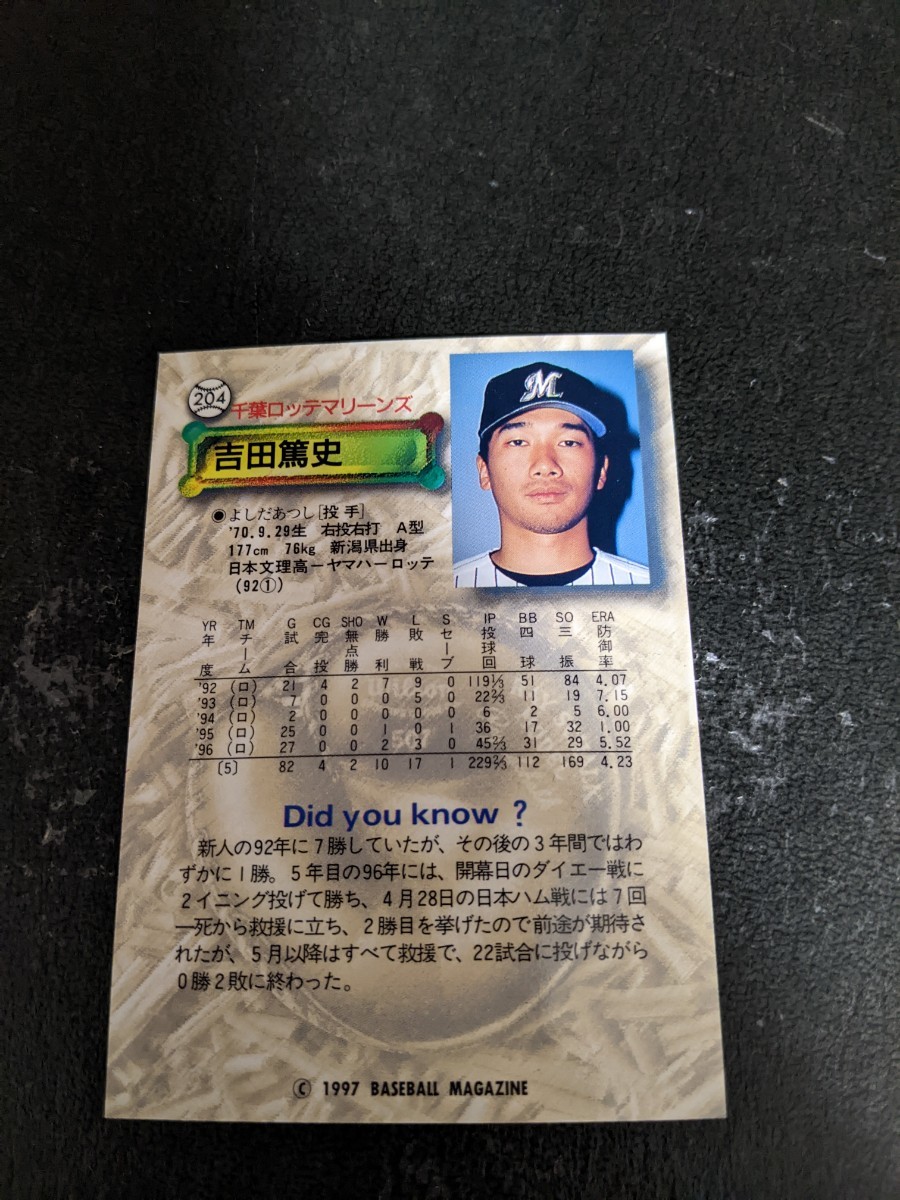 204
千葉ロッテマリーンズ
M
吉田篤史
◉よしだあつし[投 手]
'70.9.29生 右投右打 A型
177cm 76kg 新潟県出身
日本文理高ーヤマハーロッテ
(92①)
YR TM G CG SHO W L S IP BB SO ERA
年度 チーム 試合 完投 無点勝 勝利 敗戦 セーブ 投球回 四球 三振 防御率
'92 (ロ) 21 4 2 7 9 0 119⅓ 51 84 4.07
'93 (ロ) 7 0 0 0 5 0 22⅔ 11 19 7.15
'94 (ロ) 2 0 0 0 0 0 6 2 5 6.00
'95 (ロ) 25 0 0 1 0 1 36 17 32 1.00
'96 (ロ) 27 0 0 2 3 0 45⅔ 31 29 5.52
〔5〕 82 4 2 10 17 1 229⅔ 112 169 4.23
Did you know ?
新人の92年に7勝していたが、その後の3年間ではわ
ずかに1勝。5年目の96年には、開幕日のダイエー戦に
2イニング投げて勝ち、4月28日の日本ハム戦には7回
一死から救援に立ち、2勝目を挙げたので前途が期待さ
れたが、5月以降はすべて救援で、22試合に投げながら
0勝2敗に終わった。
© 1997 BASEBALL MAGAZINE